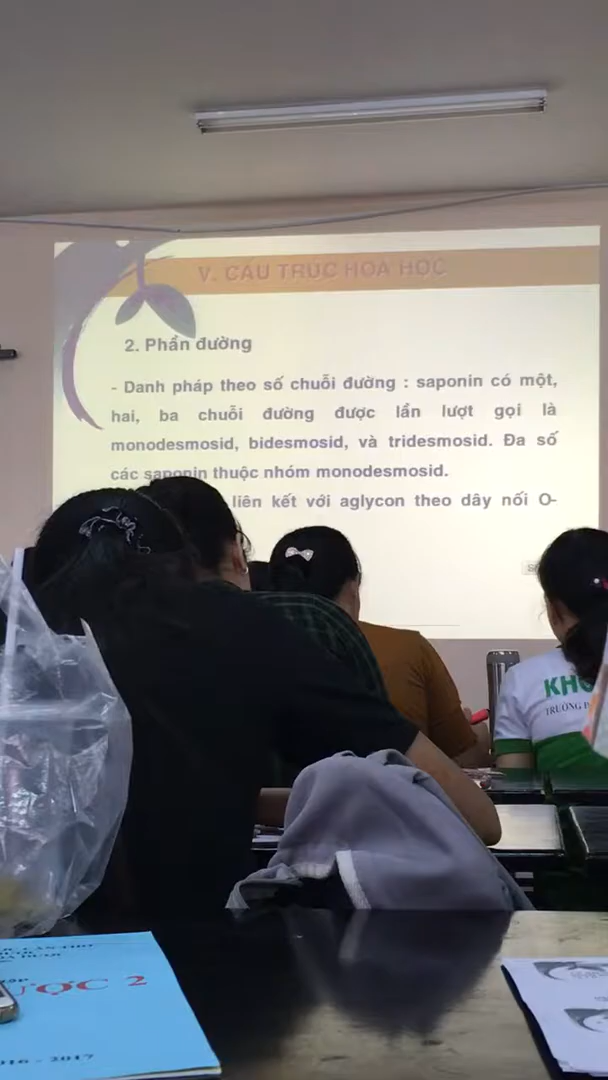 V. CẤU TRÚC HOÁ HỌC
2. Phần đường
- Danh pháp theo số chuỗi đường : saponin có một,
hai, ba chuỗi đường được lần lượt gọi là
monodesmosid, bidesmosid, và tridesmosid. Đa số
các saponin thuộc nhóm monodesmosid.
liên kết với aglycon theo dây nối O-
KHO
TRƯỜNG
ƯỢC 2
2017